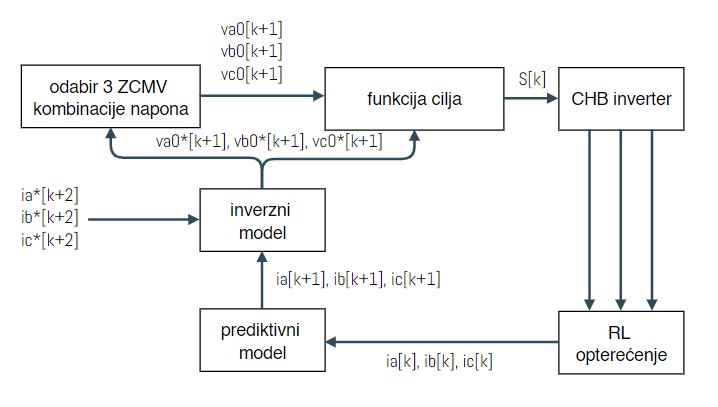 va0[k+1]
vb0[k+1]
vc0[k+1]
odabir 3 ZCMV
kombinacije napona
funkcija cilja
S[k]
CHB inverter
va0*[k+1], vb0*[k+1], vc0*[k+1]
ia*[k+2]
ib*[k+2]
ic*[k+2]
inverzni
model
ia[k+1], ib[k+1], ic[k+1]
prediktivni
model
ia[k], ib[k], ic[k]
RL
opterećenje